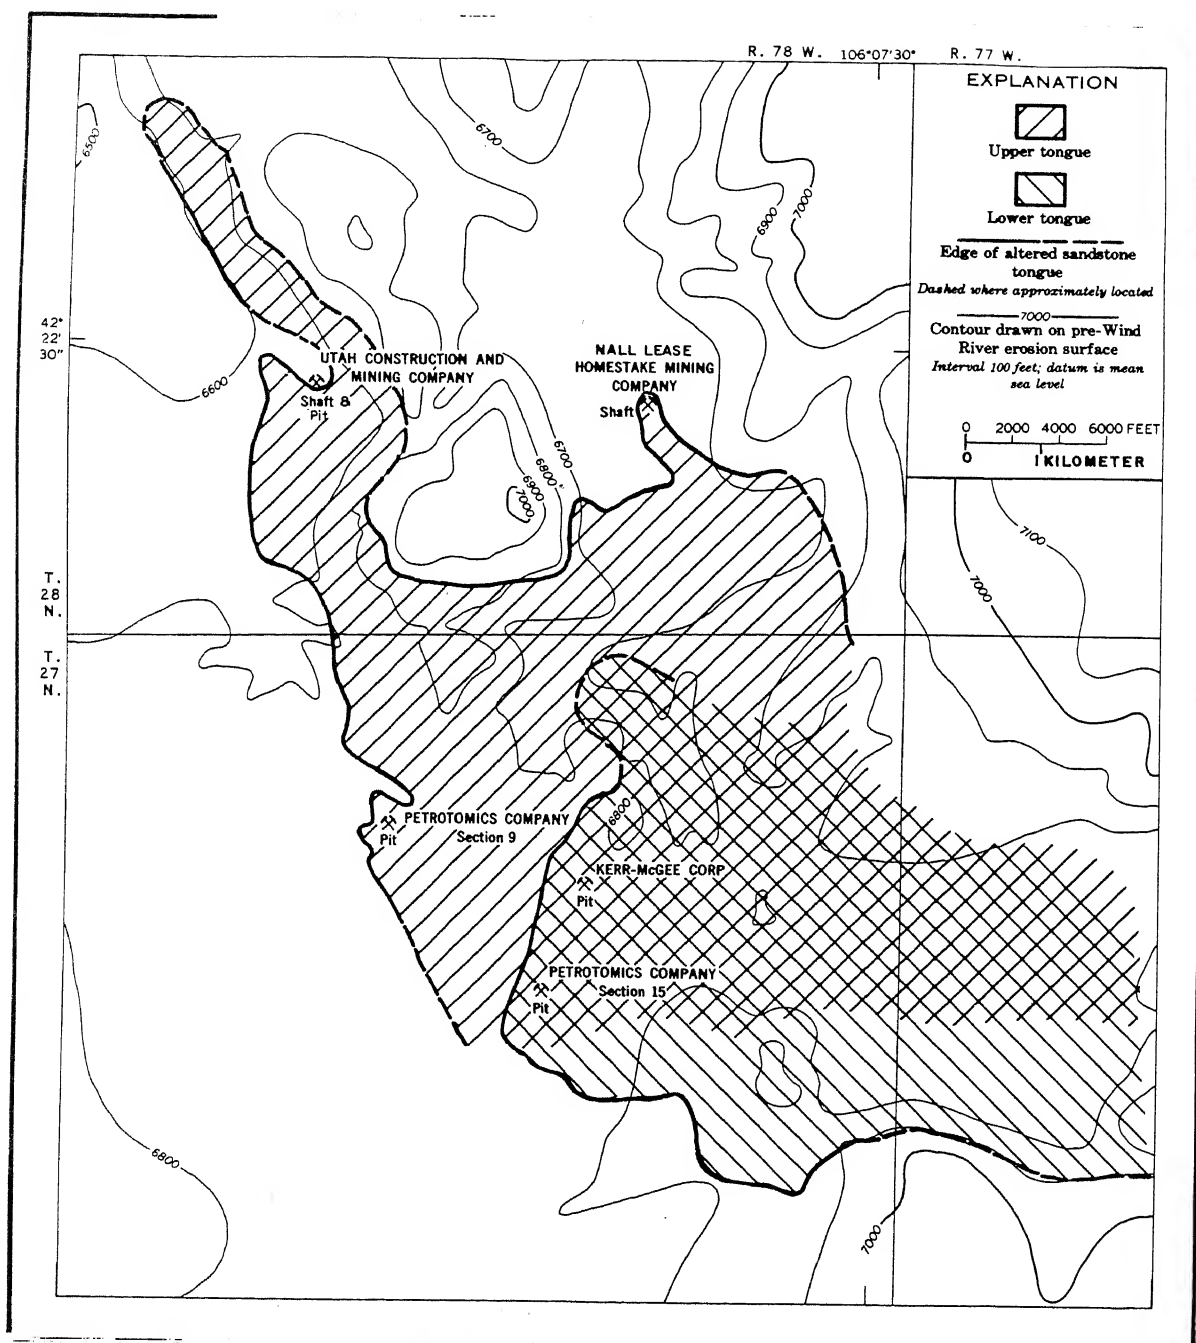 R. 78 W. 106°07'30" R. 77 W.
EXPLANATION
Upper tongue
Lower tongue
Edge of altered sandstone
tongue
Dashed where approximately located
7000
Contour drawn on pre-Wind
River erosion surface
Interval 100 feet; datum is mean
sea level
0 2000 4000 6000 FEET
0 1 KILOMETER
6500
6700
6900
7000
42°
22'
30"
6600
UTAH CONSTRUCTION AND
MINING COMPANY
Shaft &
Pit
NALL LEASE
HOMESTAKE MINING
COMPANY
Shaft
6700
6800
6900
7000
7100
7000
T.
28
N.
T.
27
N.
PETROTOMICS COMPANY
Section 9
Pit
6800
KERR-McGEE CORP
Pit
PETROTOMICS COMPANY
Section 15
Pit
6800
7000